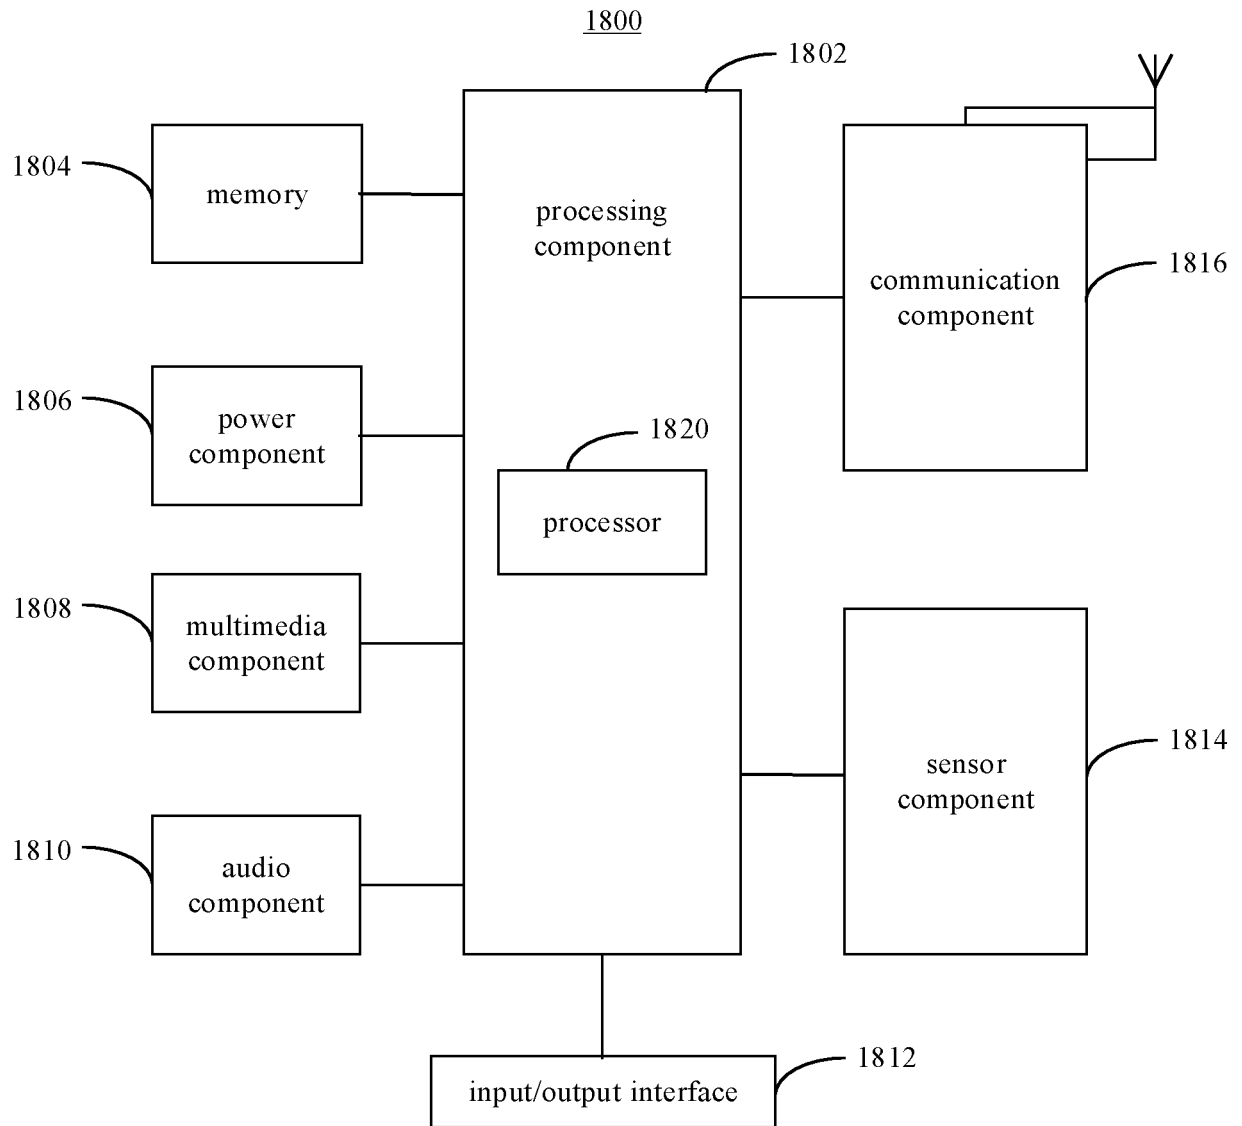 1800
1802
1804
memory
processing
component
communication
component
1816
1806
power
component
1820
processor
1808
multimedia
component
sensor
component
1814
1810
audio
component
input/output interface
1812